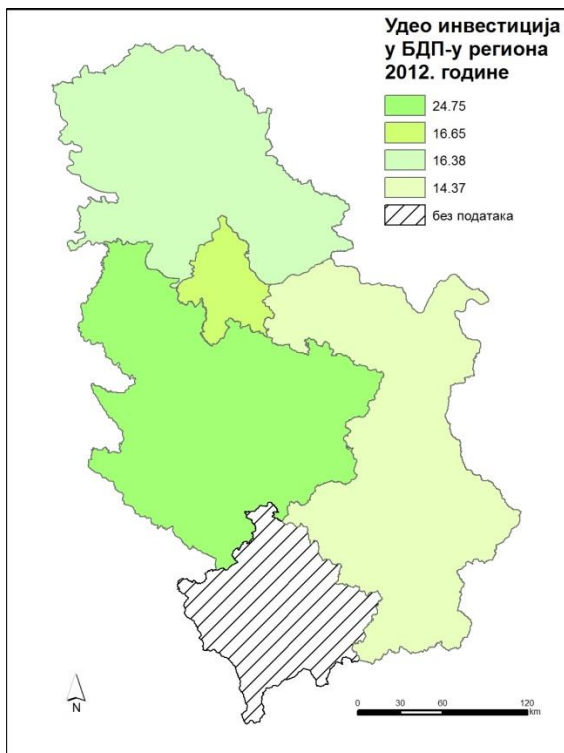 Удео инвестиција
у БДП-у региона
2012. године
24.75
16.65
16.38
14.37
без података
N
0 30 60 120
km